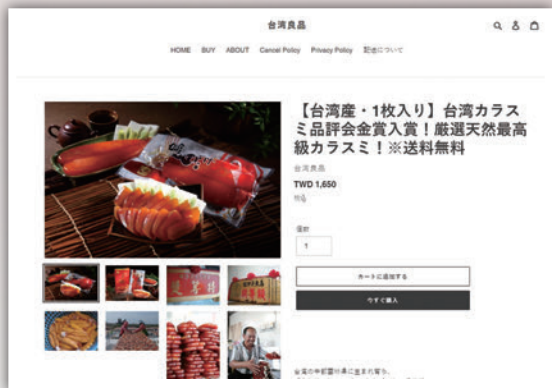 台湾良品
HOME BUY ABOUT Cancel Policy Privacy Policy 配送について
【台湾産・1枚入り】台湾カラス
ミ品評会金賞入賞！厳選天然最高
級カラスミ！※送料無料
台湾良品
TWD 1,650
個数
1
カートに追加する
今すぐ購入